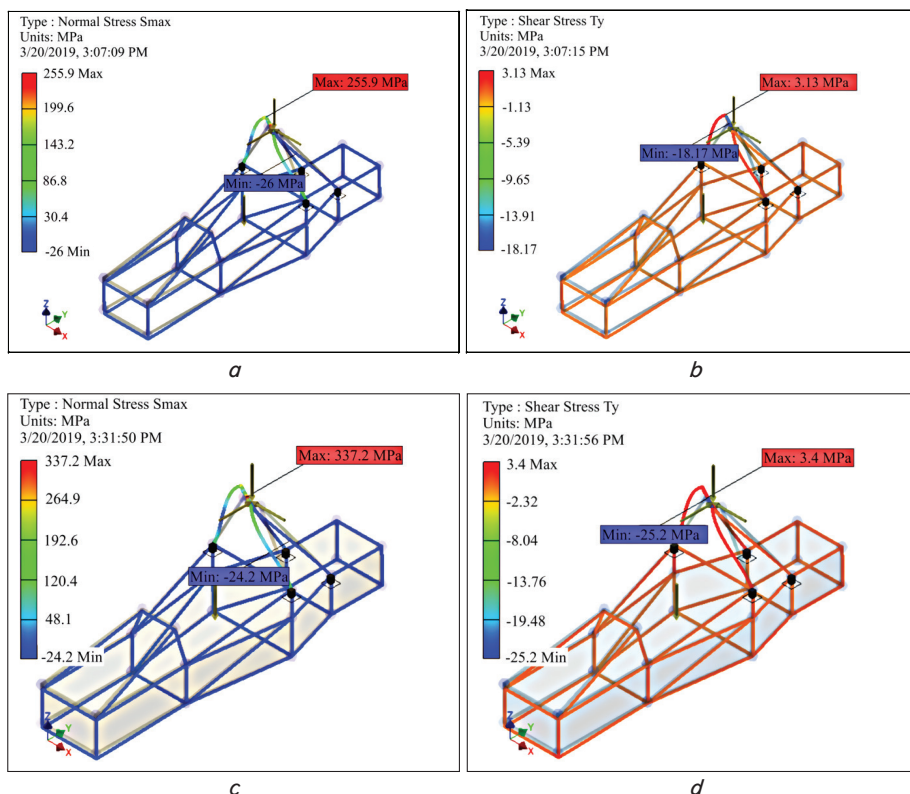 Type : Normal Stress Smax
Units: MPa
3/20/2019, 3:07:09 PM
255.9 Max
199.6
143.2
86.8
30.4
-26 Min
Max: 255.9 MPa
Min: -26 MPa
Z
Y
X
a
Type : Shear Stress Ty
Units: MPa
3/20/2019, 3:07:15 PM
3.13 Max
-1.13
-5.39
-9.65
-13.91
-18.17
Max: 3.13 MPa
Min: -18.17 MPa
Z
Y
X
b
Type : Normal Stress Smax
Units: MPa
3/20/2019, 3:31:50 PM
337.2 Max
264.9
192.6
120.4
48.1
-24.2 Min
Max: 337.2 MPa
Min: -24.2 MPa
Z
Y
X
c
Type : Shear Stress Ty
Units: MPa
3/20/2019, 3:31:56 PM
3.4 Max
-2.32
-8.04
-13.76
-19.48
-25.2 Min
Max: 3.4 MPa
Min: -25.2 MPa
Z
Y
X
d